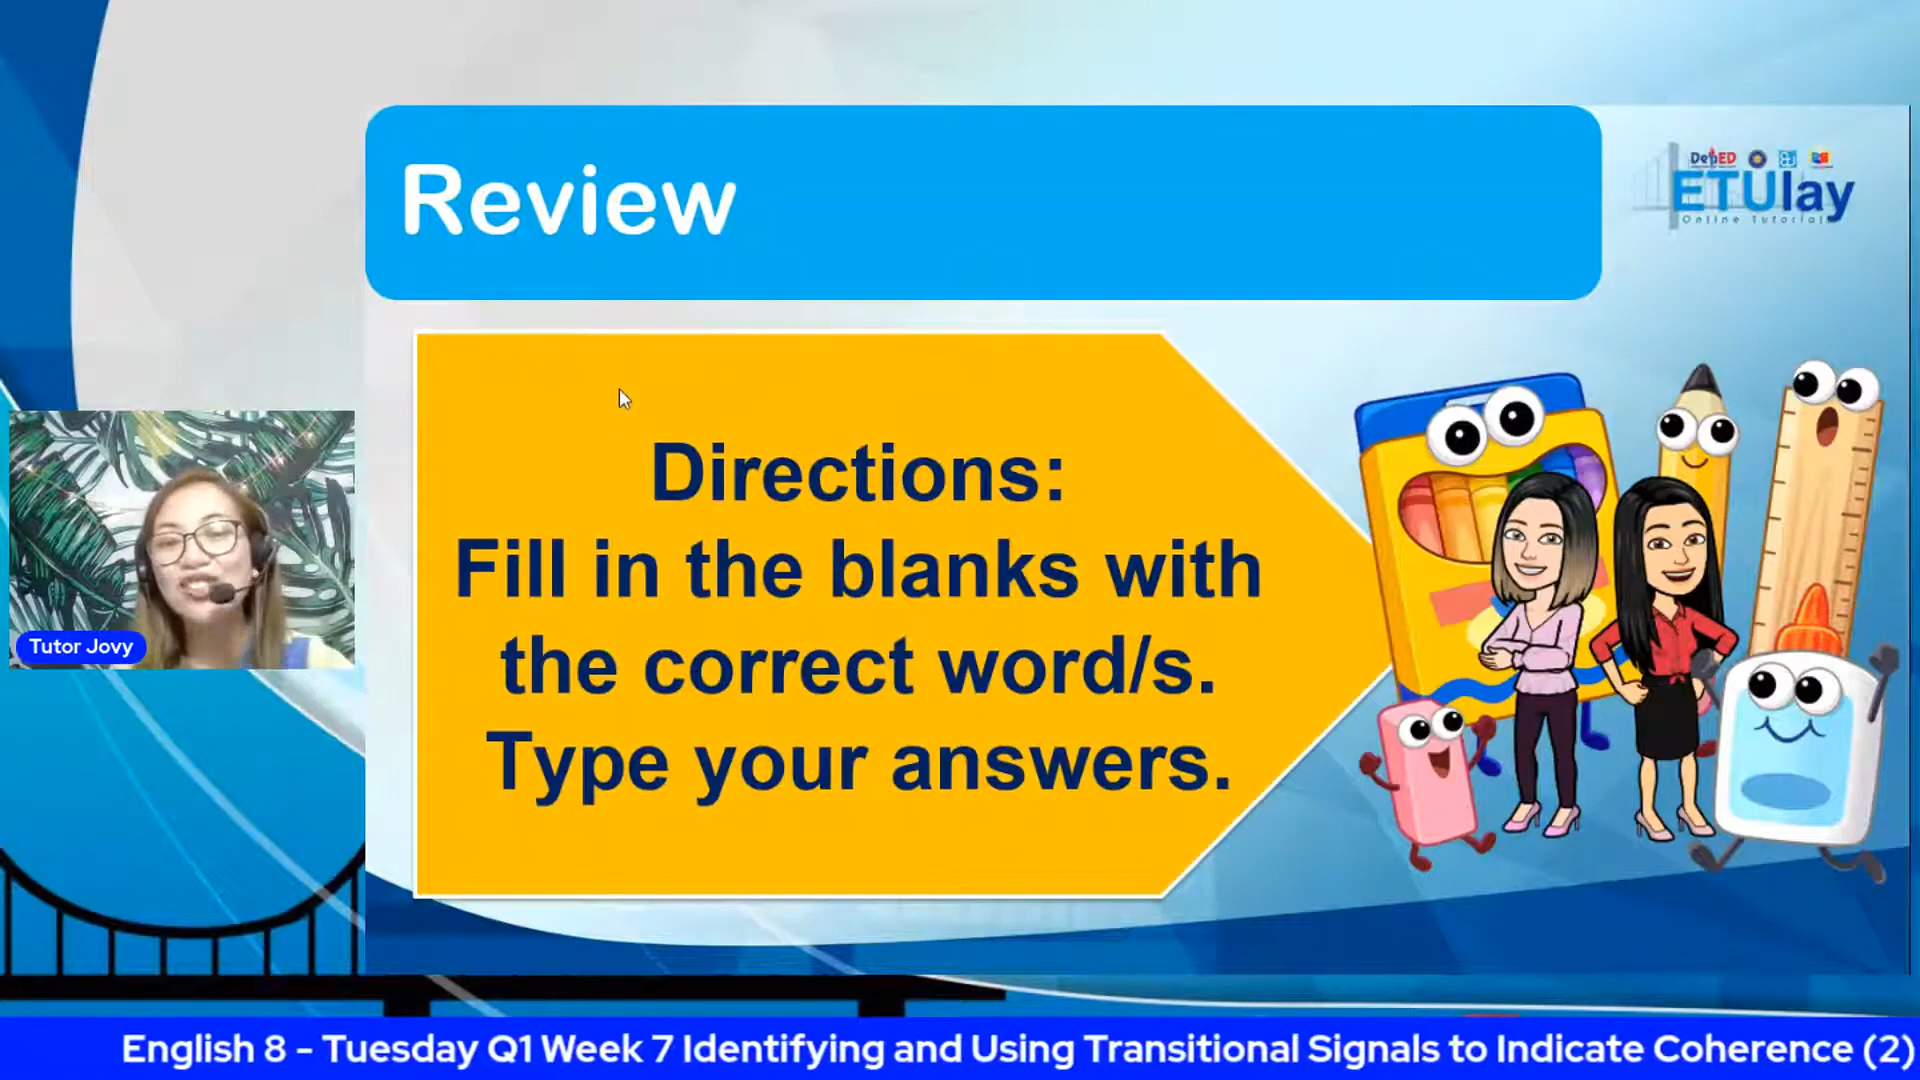 Review
DepED
ETUlay
Online Tutorial
Directions:
Fill in the blanks with
the correct word/s.
Type your answers.
Tutor Jovy
English 8 - Tuesday Q1 Week 7 Identifying and Using Transitional Signals to Indicate Coherence (2)